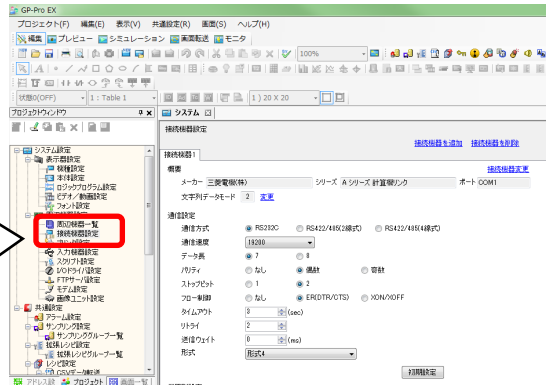 GP-Pro EX
プロジェクト(F) 編集(E) 表示(V) 共通設定(R) 画面(S) ヘルプ(H)
編集 プレビュー シミュレーション 画面転送 モニタ
100%
状態0(OFF) 1 : Table 1 1 ) 20 X 20
プロジェクトウィンドウ
システム
システム設定
表示器設定
機種設定
本体設定
ロジックプログラム設定
ビデオ/動画設定
フォント設定
周辺機器一覧
接続機器設定
入力機器設定
スクリプト設定
I/Oドライバ設定
FTPサーバ設定
モデム設定
画像ユニット設定
共通設定
アラーム設定
サンプリング設定
サンプリンググループ一覧
拡張レシピ設定
拡張レシピグループ一覧
レシピ設定
CSVデータ転送
アドレス設 プロジェクト 画面一覧
接続機器設定
接続機器を追加 接続機器を削除
接続機器1
概要 接続機器変更
メーカー 三菱電機(株) シリーズ A シリーズ 計算機リンク ポート COM1
文字列データモード 2 変更
通信設定
通信方式 RS232C RS422/485(2線式) RS422/485(4線式)
通信速度 19200
データ長 7 8
パリティ なし 偶数 奇数
ストップビット 1 2
フロー制御 なし ER(DTR/CTS) XON/XOFF
タイムアウト 3 (sec)
リトライ 2
送信ウェイト 0 (ms)
形式 形式4
初期設定